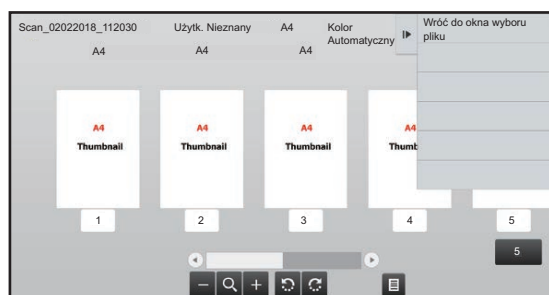 Scan_02022018_112030 Użytk. Nieznany A4 Kolor Automatyczny
Wróć do okna wyboru pliku
A4 A4 A4
A4 A4 A4 A4
Thumbnail Thumbnail Thumbnail Thumb
1 2 3 4 5
5